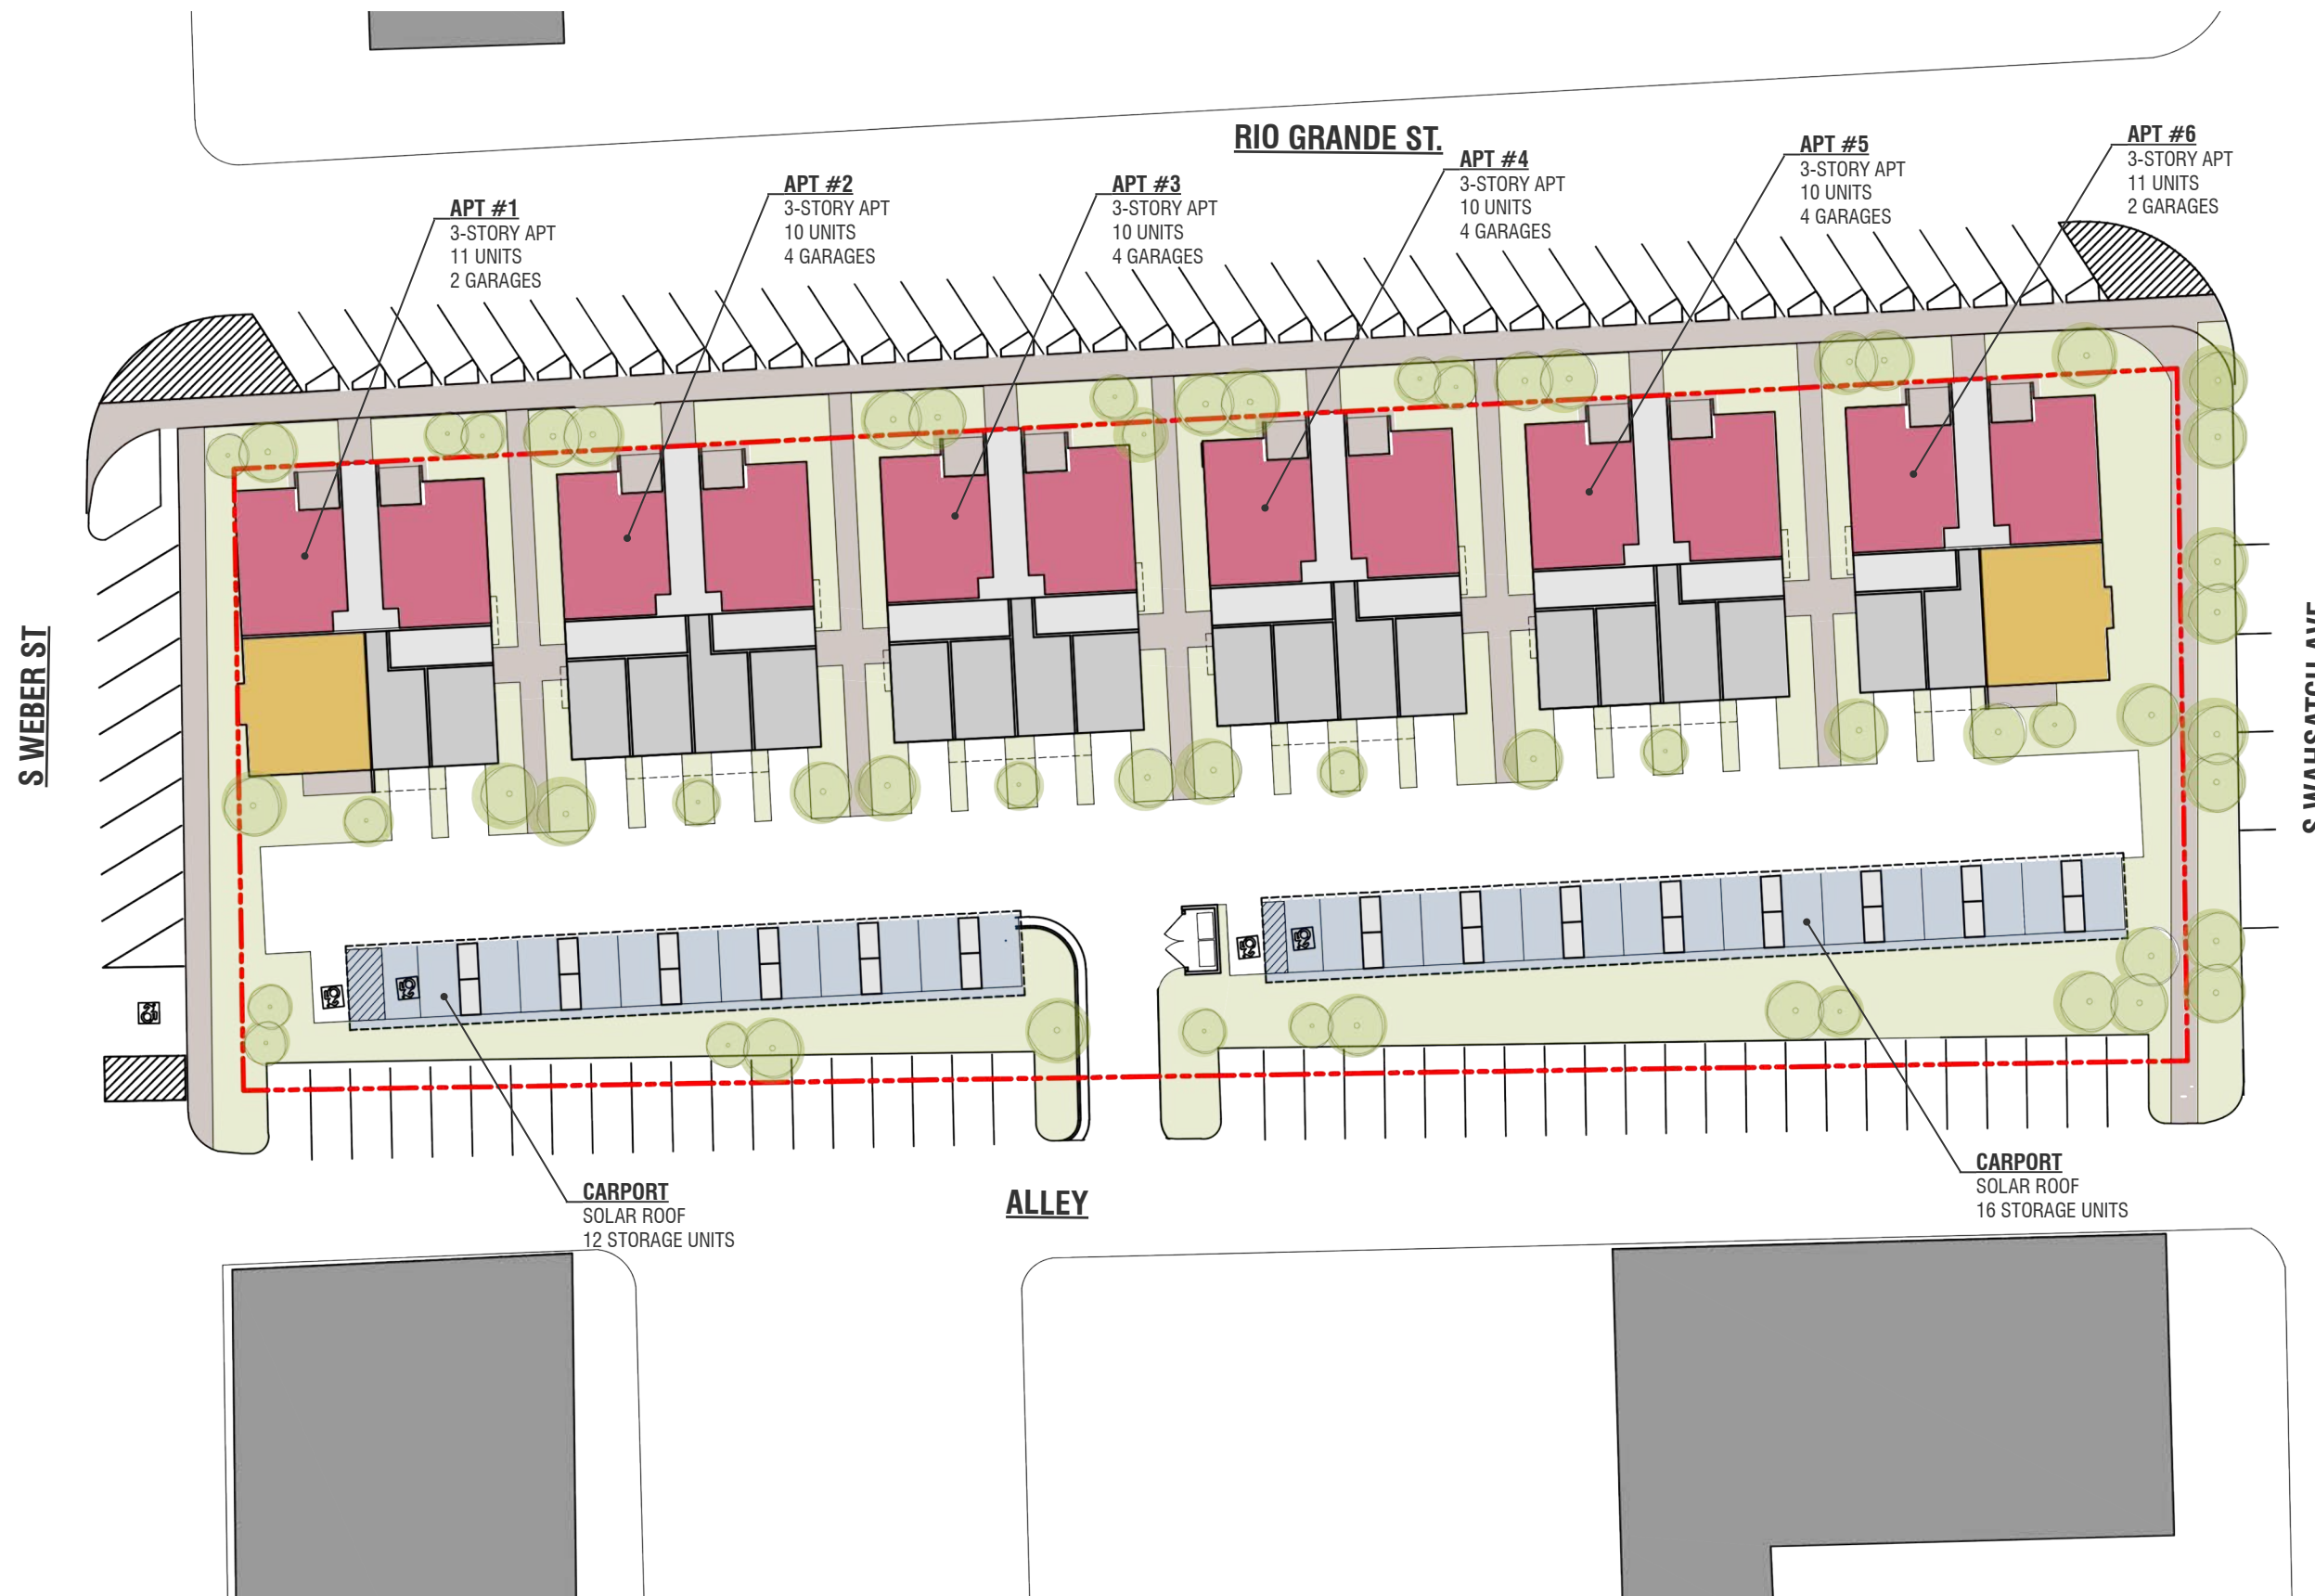 RIO GRANDE ST.
APT #1
3-STORY APT
11 UNITS
2 GARAGES
APT #2
3-STORY APT
10 UNITS
4 GARAGES
APT #3
3-STORY APT
10 UNITS
4 GARAGES
APT #4
3-STORY APT
10 UNITS
4 GARAGES
APT #5
3-STORY APT
10 UNITS
4 GARAGES
APT #6
3-STORY APT
11 UNITS
2 GARAGES
S WEBER ST
S WAHSATCH AVE
CARPORT
SOLAR ROOF
12 STORAGE UNITS
ALLEY
CARPORT
SOLAR ROOF
16 STORAGE UNITS